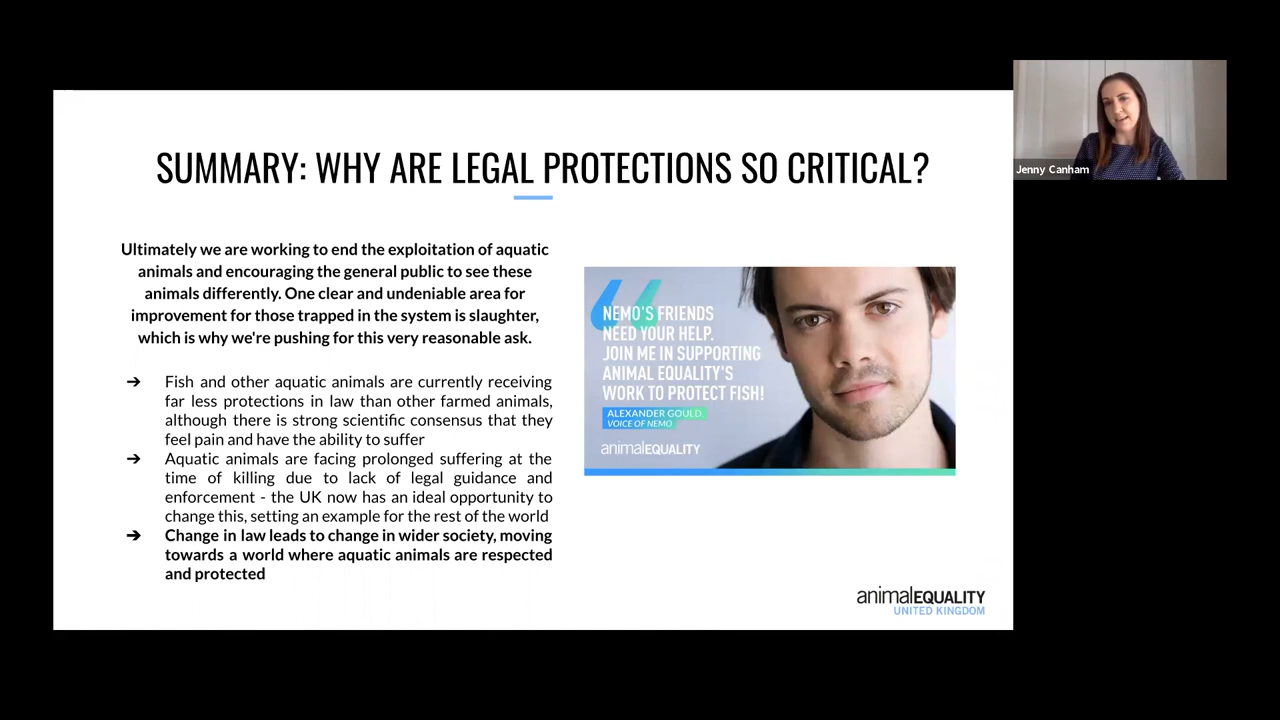 SUMMARY: WHY ARE LEGAL PROTECTIONS SO CRITICAL?
Ultimately we are working to end the exploitation of aquatic
animals and encouraging the general public to see these
animals differently. One clear and undeniable area for
improvement for those trapped in the system is slaughter,
which is why we're pushing for this very reasonable ask.
➔ Fish and other aquatic animals are currently receiving
far less protections in law than other farmed animals,
although there is strong scientific consensus that they
feel pain and have the ability to suffer
➔ Aquatic animals are facing prolonged suffering at the
time of killing due to lack of legal guidance and
enforcement - the UK now has an ideal opportunity to
change this, setting an example for the rest of the world
➔ Change in law leads to change in wider society, moving
towards a world where aquatic animals are respected
and protected
“
NEMO'S FRIENDS
NEED YOUR HELP.
JOIN ME IN SUPPORTING
ANIMAL EQUALITY'S
WORK TO PROTECT FISH!
ALEXANDER GOULD,
VOICE OF NEMO
animalEQUALITY
animalEQUALITY
UNITED KINGDOM
Jenny Canham